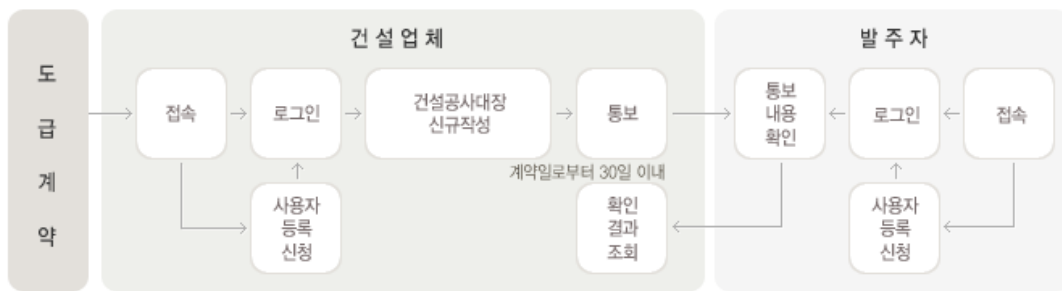 도
급
계
약
건설업체
접속
로그인
건설공사대장
신규작성
통보
계약일로부터 30일 이내
사용자
등록
신청
확인
결과
조회
발주자
통보
내용
확인
로그인
접속
사용자
등록
신청